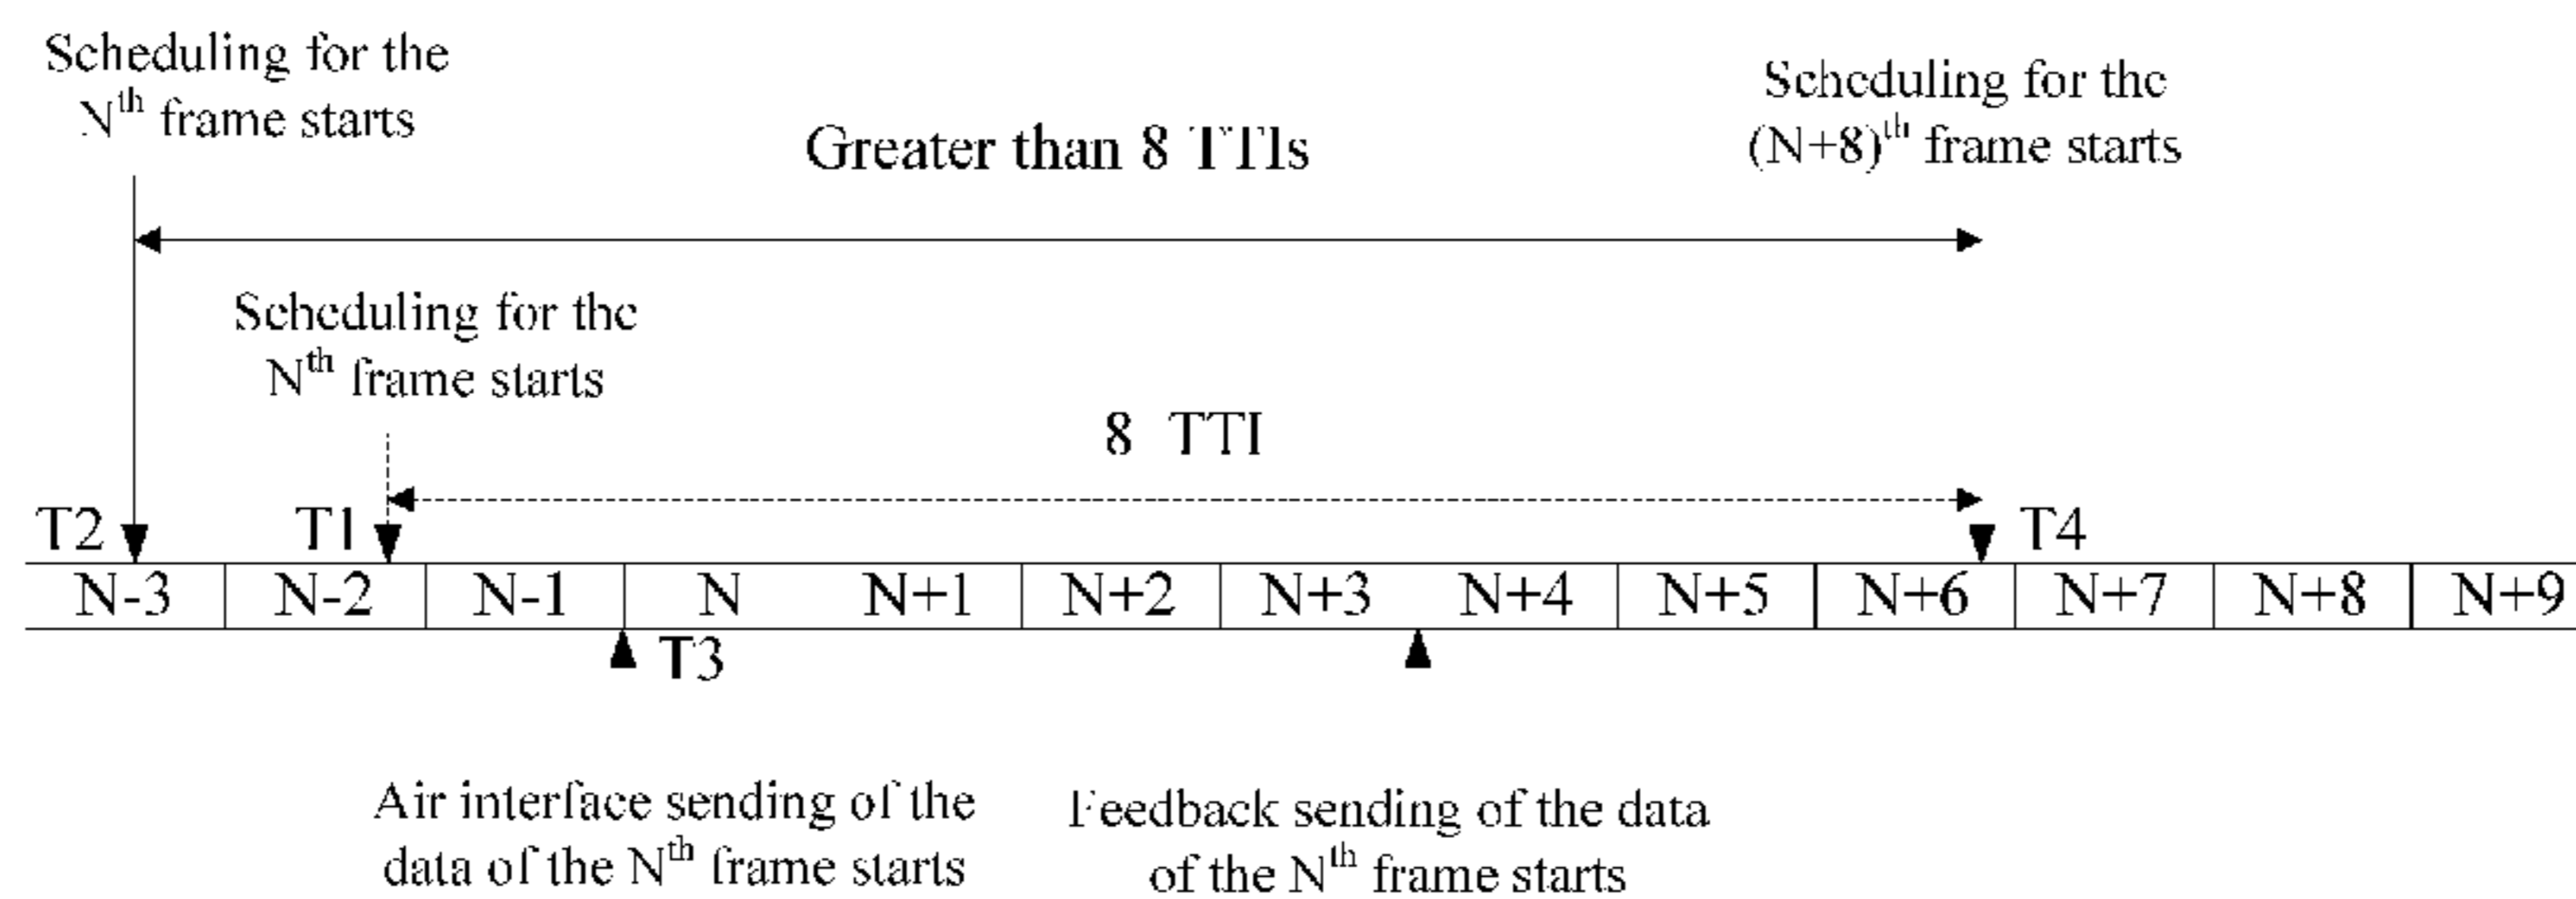 Scheduling for the
Nth frame starts
Scheduling for the
(N+8)th frame starts
Greater than 8 TTIs
Scheduling for the
Nth frame starts
8 TTI
T2
T1
T4
N-3 N-2 N-1 N N+1 N+2 N+3 N+4 N+5 N+6 N+7 N+8 N+9
T3
Air interface sending of the
data of the Nth frame starts
Feedback sending of the data
of the Nth frame starts